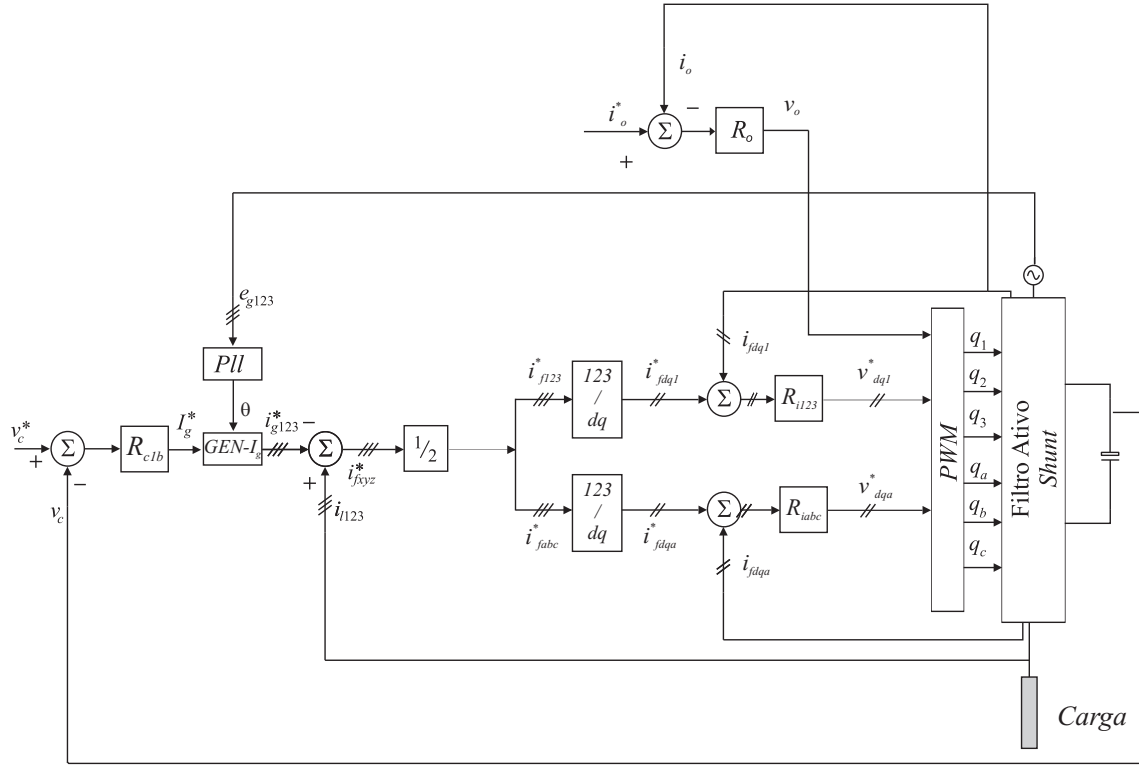 i_o
i*_o
−
+
Σ
R_o
v_o
e_g123
Pll
θ
v_c*
+
Σ
−
v_c
R_c1b
I_g*
GEN-I_g
i*_g123
−
Σ
+
i*_fxyz
i_l123
1/2
i*_f123
123
/
dq
i*_fdq1
Σ
i_fdq1
R_i123
v*_dq1
i*_fabc
123
/
dq
i*_fdqa
Σ
i_fdqa
R_iabc
v*_dqa
PWM
q_1
q_2
q_3
q_a
q_b
q_c
Filtro Ativo
Shunt
Carga